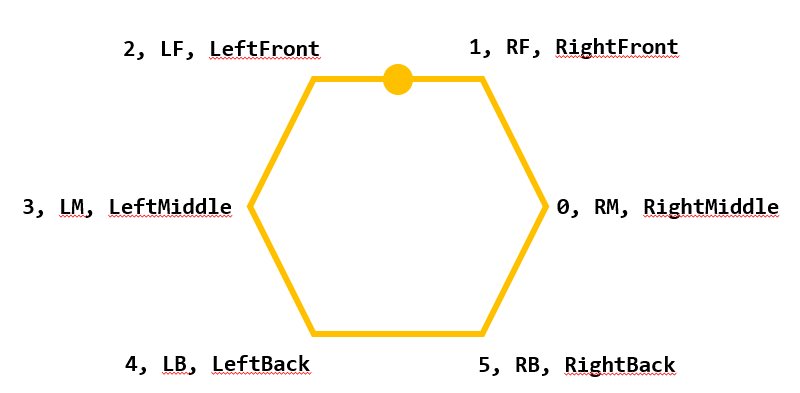 2, LF, LeftFront
1, RF, RightFront
3, LM, LeftMiddle
0, RM, RightMiddle
4, LB, LeftBack
5, RB, RightBack